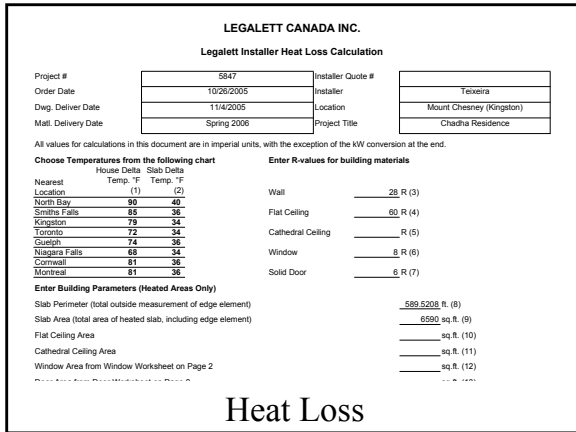 LEGALETT CANADA INC.
Legalett Installer Heat Loss Calculation
Project # 5847 Installer Quote #
Order Date 10/26/2005 Installer Teixeira
Dwg. Deliver Date 11/4/2005 Location Mount Chesney (Kingston)
Matl. Delivery Date Spring 2006 Project Title Chadha Residence
All values for calculations in this document are in imperial units, with the exception of the kW conversion at the end.
Choose Temperatures from the following chart Enter R-values for building materials
House Delta Slab Delta
Nearest Temp. °F Temp. °F
Location (1) (2) Wall 28 R (3)
North Bay 90 40
Smiths Falls 85 36 Flat Ceiling 60 R (4)
Kingston 79 34
Toronto 72 34 Cathedral Ceiling R (5)
Guelph 74 36
Niagara Falls 68 34 Window 8 R (6)
Cornwall 81 36
Montreal 81 36 Solid Door 6 R (7)
Enter Building Parameters (Heated Areas Only)
Slab Perimeter (total outside measurement of edge element) 589.5208 ft. (8)
Slab Area (total area of heated slab, including edge element) 6590 sq.ft. (9)
Flat Ceiling Area sq.ft. (10)
Cathedral Ceiling Area sq.ft. (11)
Window Area from Window Worksheet on Page 2 sq.ft. (12)
Heat Loss